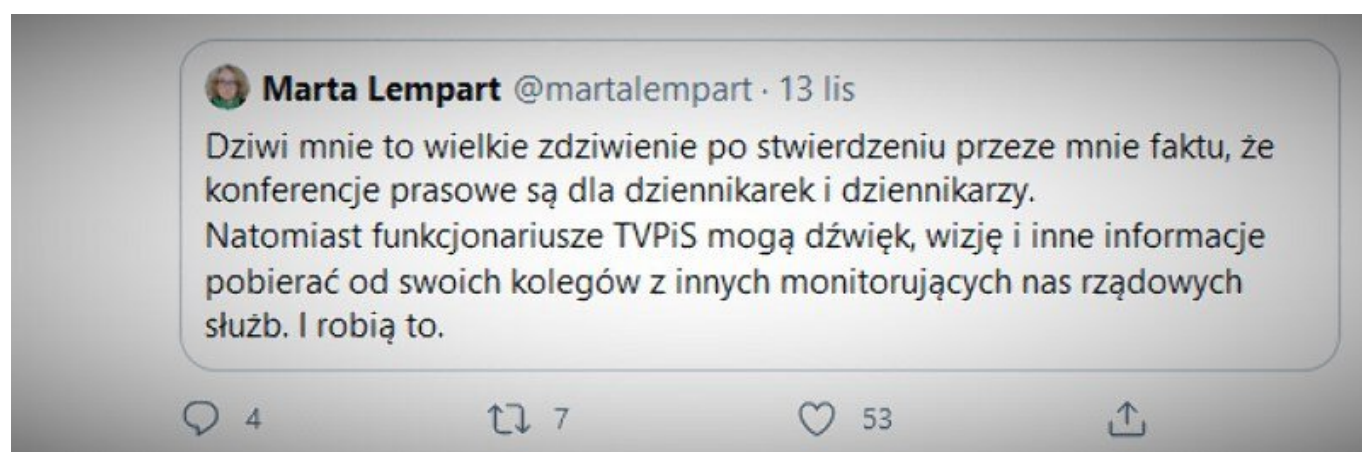 Marta Lempart @martalempart · 13 lis
Dziwi mnie to wielkie zdziwienie po stwierdzeniu przeze mnie faktu, że
konferencje prasowe są dla dziennikarek i dziennikarzy.
Natomiast funkcjonariusze TVPiS mogą dźwięk, wizję i inne informacje
pobierać od swoich kolegów z innych monitorujących nas rządowych
służb. I robią to.
4 7 53